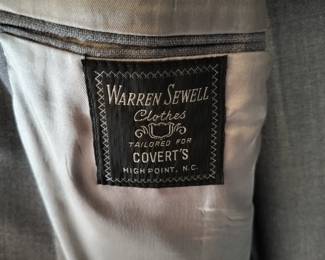 WARREN SEWELL
Clothes
TAILORED FOR
COVERT'S
HIGH POINT, N.C.